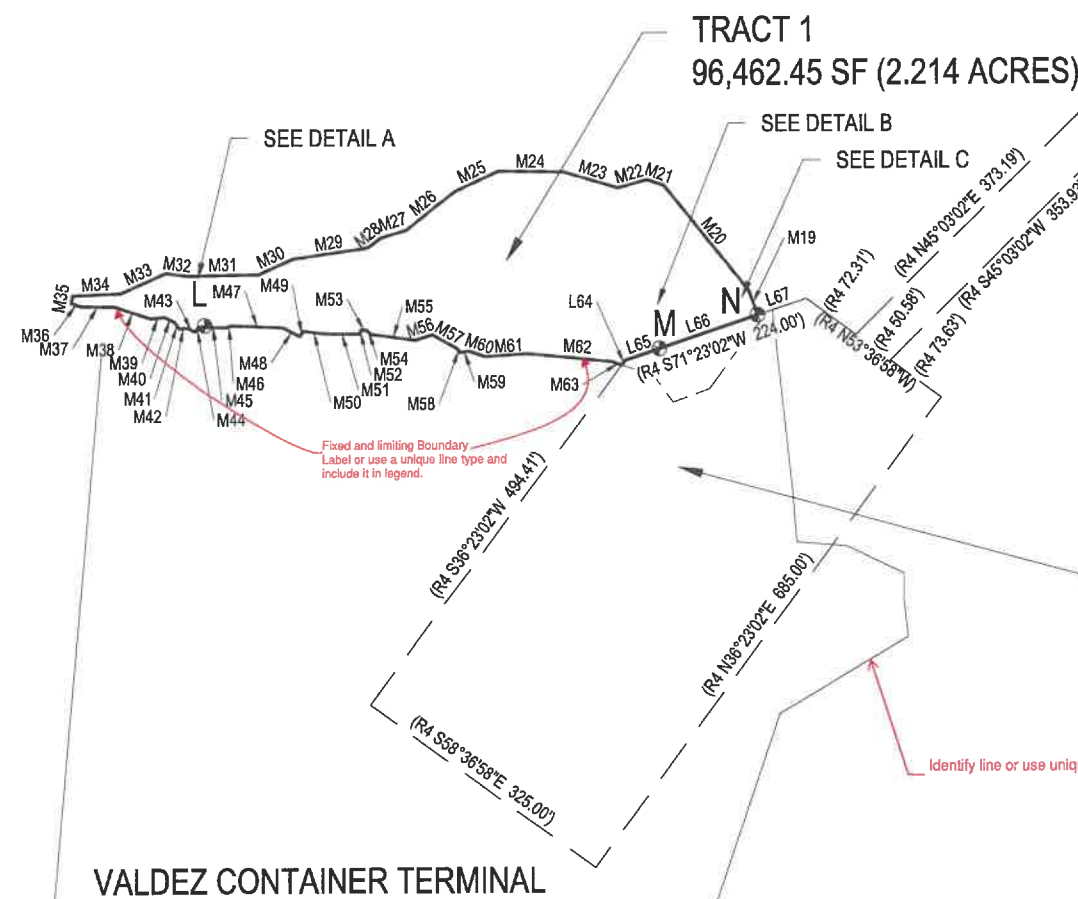 TRACT 1
96,462.45 SF (2.214 ACRES)
SEE DETAIL A
SEE DETAIL B
SEE DETAIL C
M25
M24
M23
M22
M21
M26
M27
M28
M29
M30
M20
M19
M31
M32
M33
M34
M35
L
M36
M37
M38
M39
M40
M41
M42
M43
M44
M45
M46
M47
M48
M49
M50
M51
M52
M53
M54
M55
M56
M57
M58
M59
M60
M61
M62
M63
L64
L65
M
L66
N
L67
(R4 S71°23'02"W 224.00')
(R4 72.31')
(R4 N45°03'02"E 373.19')
(R4 50.58')
(R4 S45°03'02"W 353.93'
(R4 N53°36'58"W)
(R4 73.63')
Fixed and limiting Boundary
Label or use a unique line type and
include it in legend.
(R4 S36°23'02"W 494.41')
(R4 N36°23'02"E 685.00')
(R4 S58°36'58"E 325.00')
Identify line or use uniq
VALDEZ CONTAINER TERMINAL